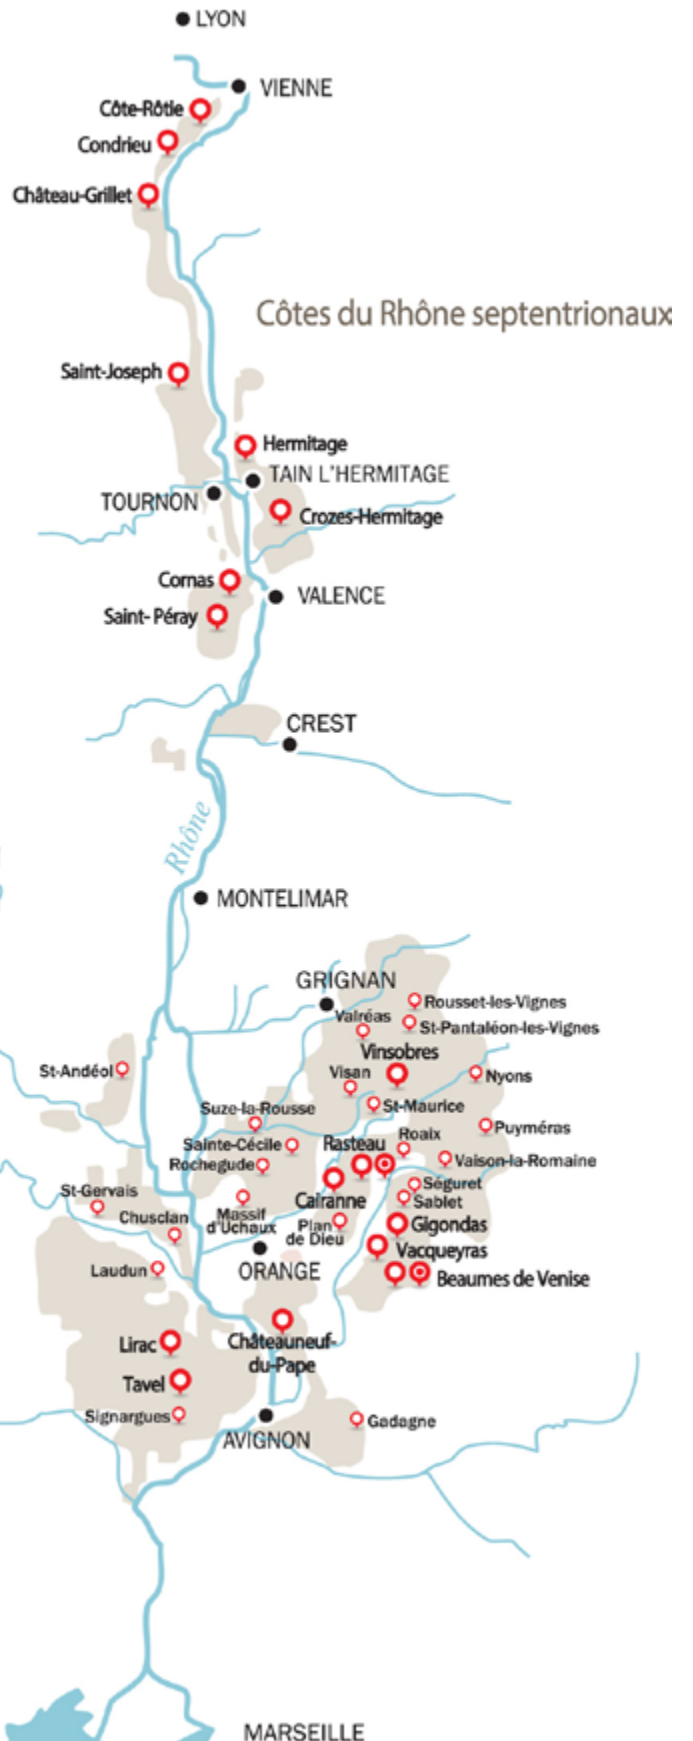 LYON
VIENNE
Côte-Rôtie
Condrieu
Château-Grillet
Côtes du Rhône septentrionaux
Saint-Joseph
Hermitage
TAIN L'HERMITAGE
TOURNON
Crozes-Hermitage
Cornas
VALENCE
Saint- Péray
CREST
Rhône
MONTELIMAR
GRIGNAN
Rousset-les-Vignes
Valréas
St-Pantaléon-les-Vignes
Vinsobres
St-Andéol
Visan
Nyons
Suze-la-Rousse
St-Maurice
Puyméras
Sainte-Cécile
Rasteau
Roaix
Rochegude
Vaison-la-Romaine
St-Gervais
Cairanne
Séguret
Sablet
Chusclan
Massif
d'Uchaux
Plan
de Dieu
Gigondas
Vacqueyras
Laudun
ORANGE
Beaumes de Venise
Lirac
Châteauneuf-
du-Pape
Tavel
Signargues
Gadagne
AVIGNON
MARSEILLE